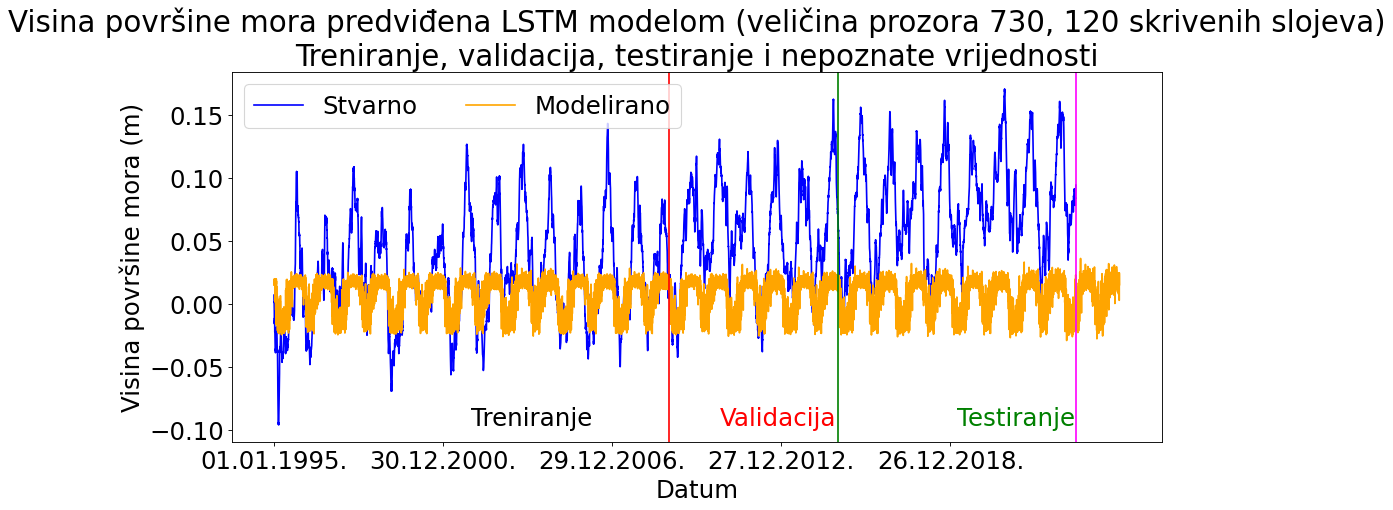 Visina površine mora predviđena LSTM modelom (veličina prozora 730, 120 skrivenih slojeva)
Treniranje, validacija, testiranje i nepoznate vrijednosti
Stvarno
Modelirano
Visina površine mora (m)
0.15
0.10
0.05
0.00
−0.05
−0.10
Treniranje
Validacija
Testiranje
01.01.1995.
30.12.2000.
29.12.2006.
27.12.2012.
26.12.2018.
Datum